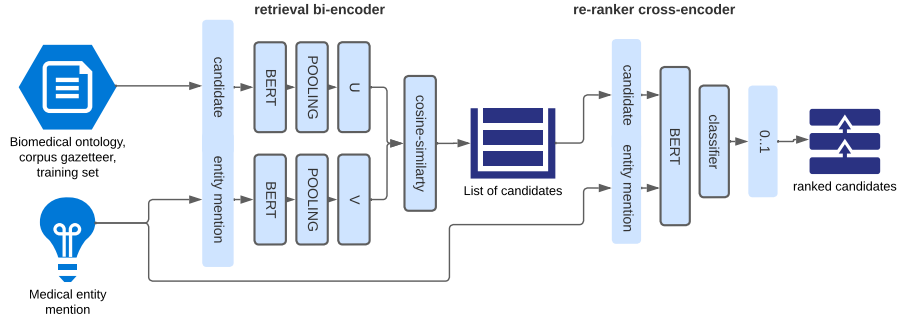 retrieval bi-encoder
re-ranker cross-encoder
Biomedical ontology,
corpus gazetteer,
training set
Medical entity
mention
candidate
entity mention
BERT
POOLING
U
BERT
POOLING
V
cosine-similarty
List of candidates
candidate
entity mention
BERT
classifier
0..1
ranked candidates